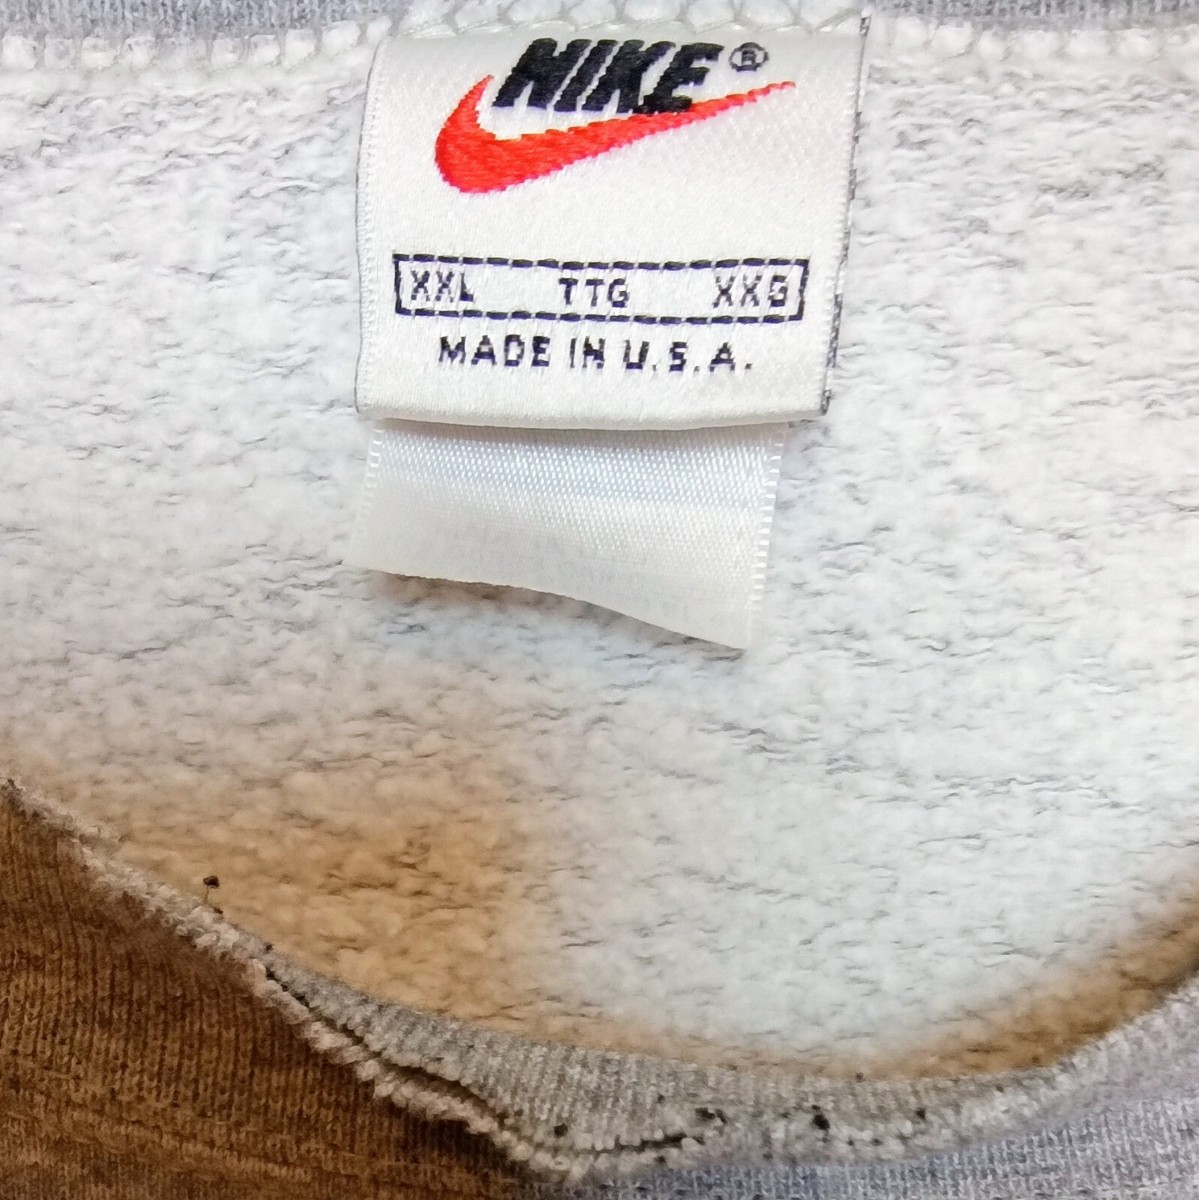 NIKE®
XXL TTG XXG
MADE IN U.S.A.